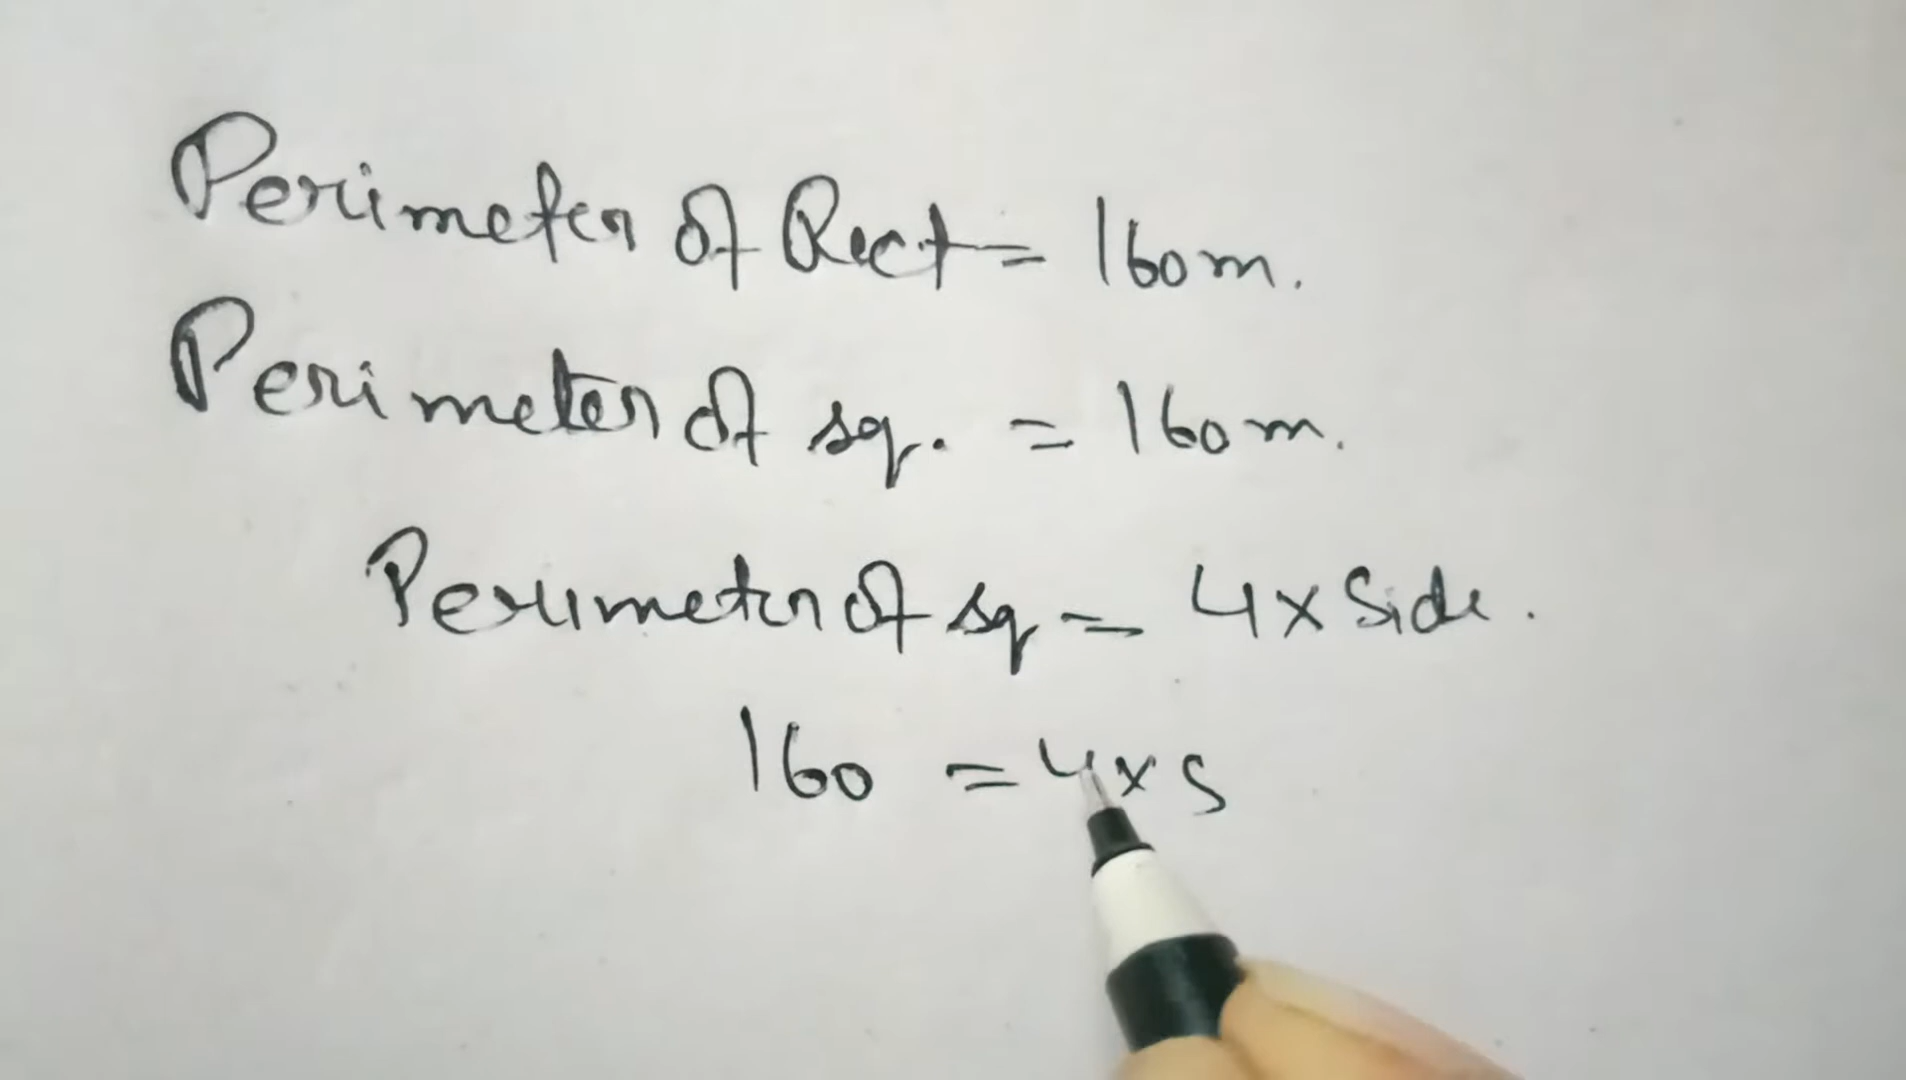 Perimeter of Rect = 160m.
Perimeter of sq. = 160m.
Perimeter of sq = 4 x Side.
160 = 4 x S